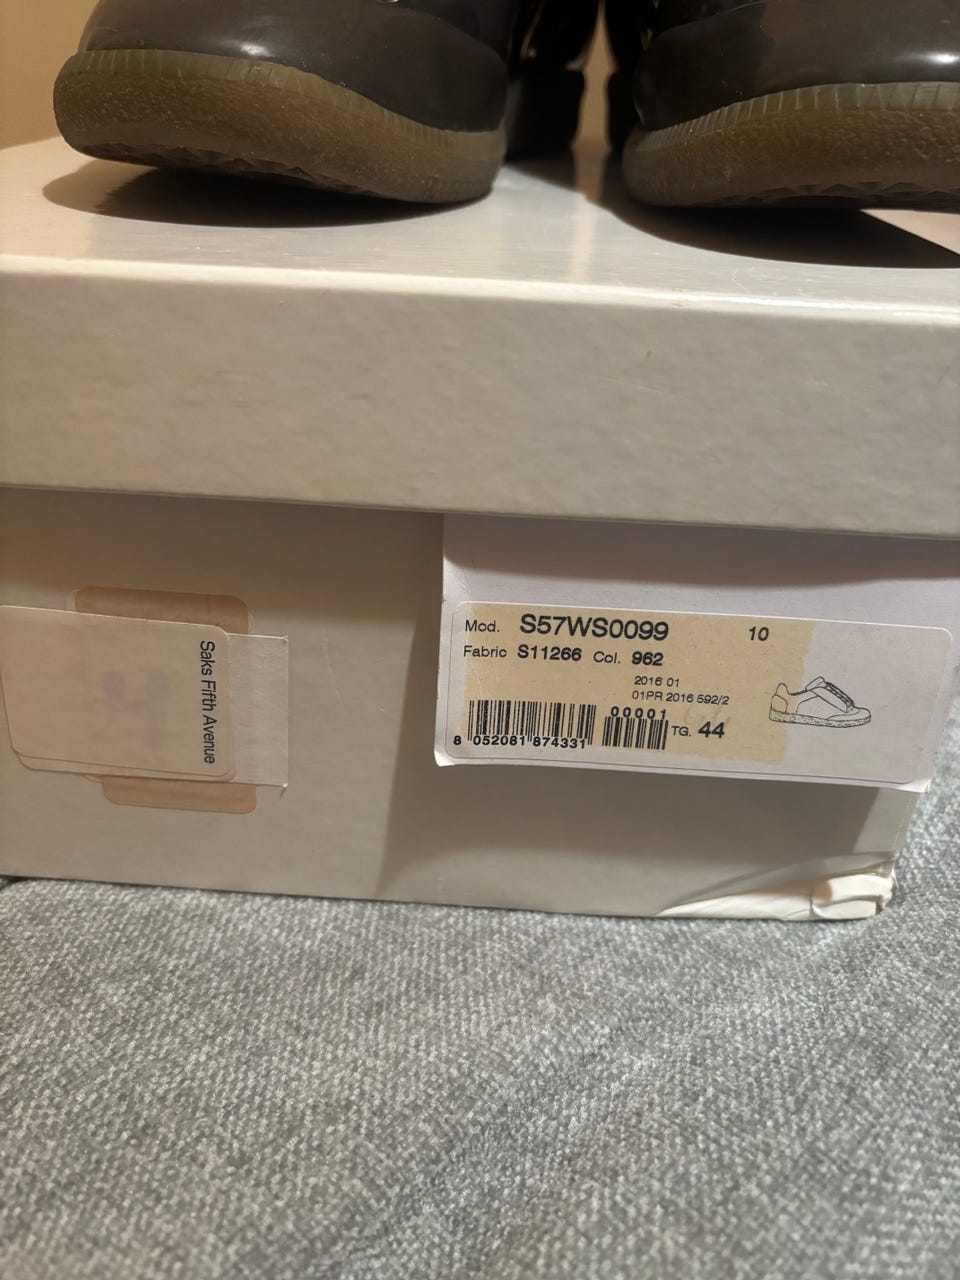 Saks Fifth Avenue
Mod. S57WS0099 10
Fabric S11266 Col. 962
2016 01
01PR 2016 592/2
00001
8 052081 874331 TG. 44